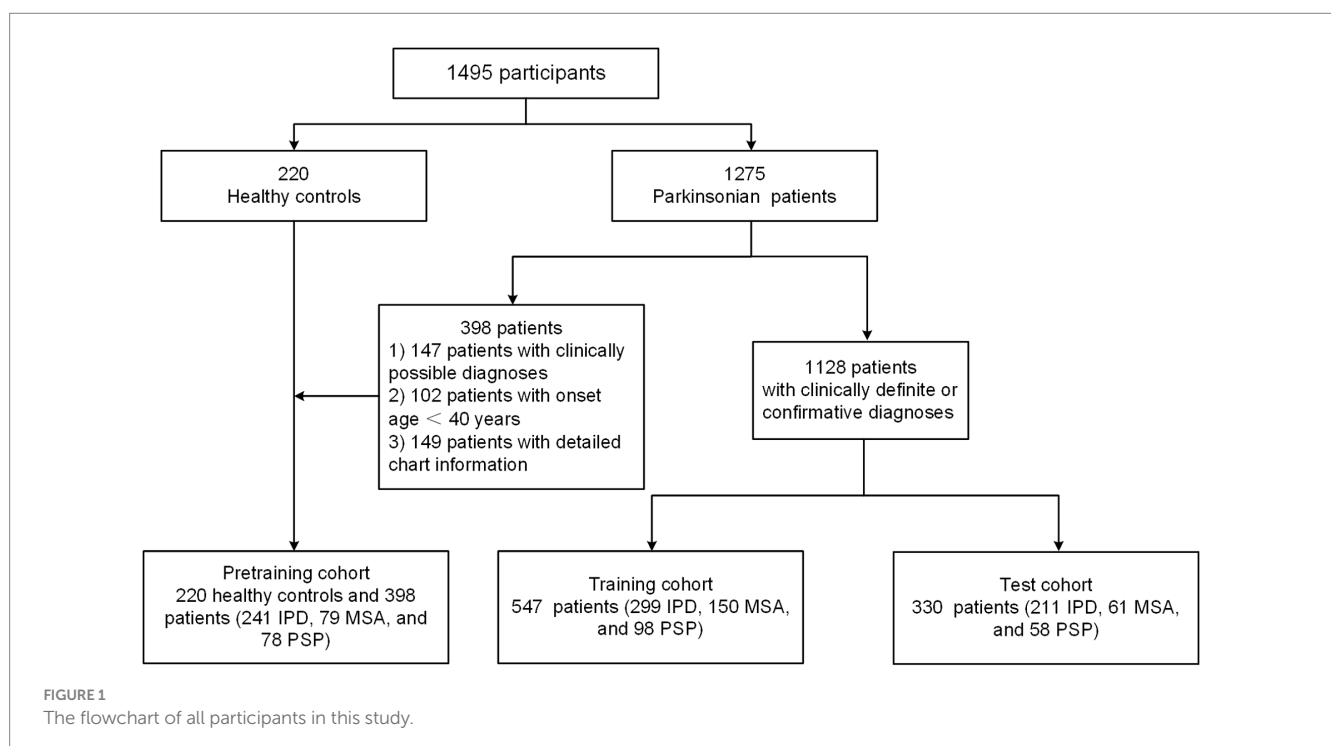 1495 participants
220
Healthy controls
1275
Parkinsonian patients
398 patients
1) 147 patients with clinically
possible diagnoses
2) 102 patients with onset
age < 40 years
3) 149 patients with detailed
chart information
1128 patients
with clinically definite or
confirmative diagnoses
Pretraining cohort
220 healthy controls and 398
patients (241 IPD, 79 MSA, and
78 PSP)
Training cohort
547 patients (299 IPD, 150 MSA,
and 98 PSP)
Test cohort
330 patients (211 IPD, 61 MSA,
and 58 PSP)
FIGURE 1
The flowchart of all participants in this study.